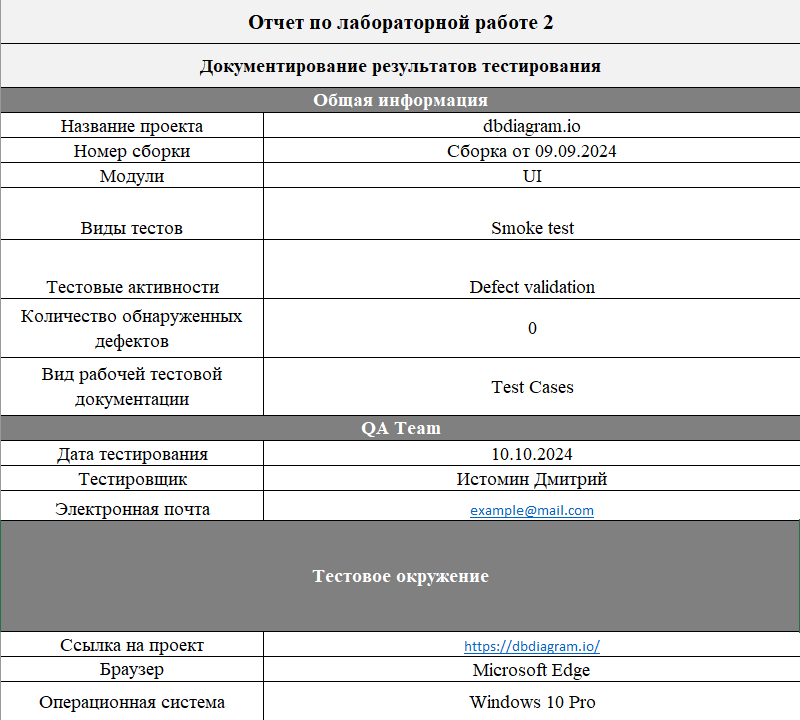 Отчет по лабораторной работе 2
Документирование результатов тестирования
Общая информация
Название проекта dbdiagram.io
Номер сборки Сборка от 09.09.2024
Модули UI
Виды тестов Smoke test
Тестовые активности Defect validation
Количество обнаруженных
дефектов
0
Вид рабочей тестовой
документации
Test Cases
QA Team
Дата тестирования 10.10.2024
Тестировщик Истомин Дмитрий
Электронная почта example@mail.com
Тестовое окружение
Ссылка на проект https://dbdiagram.io/
Браузер Microsoft Edge
Операционная система Windows 10 Pro